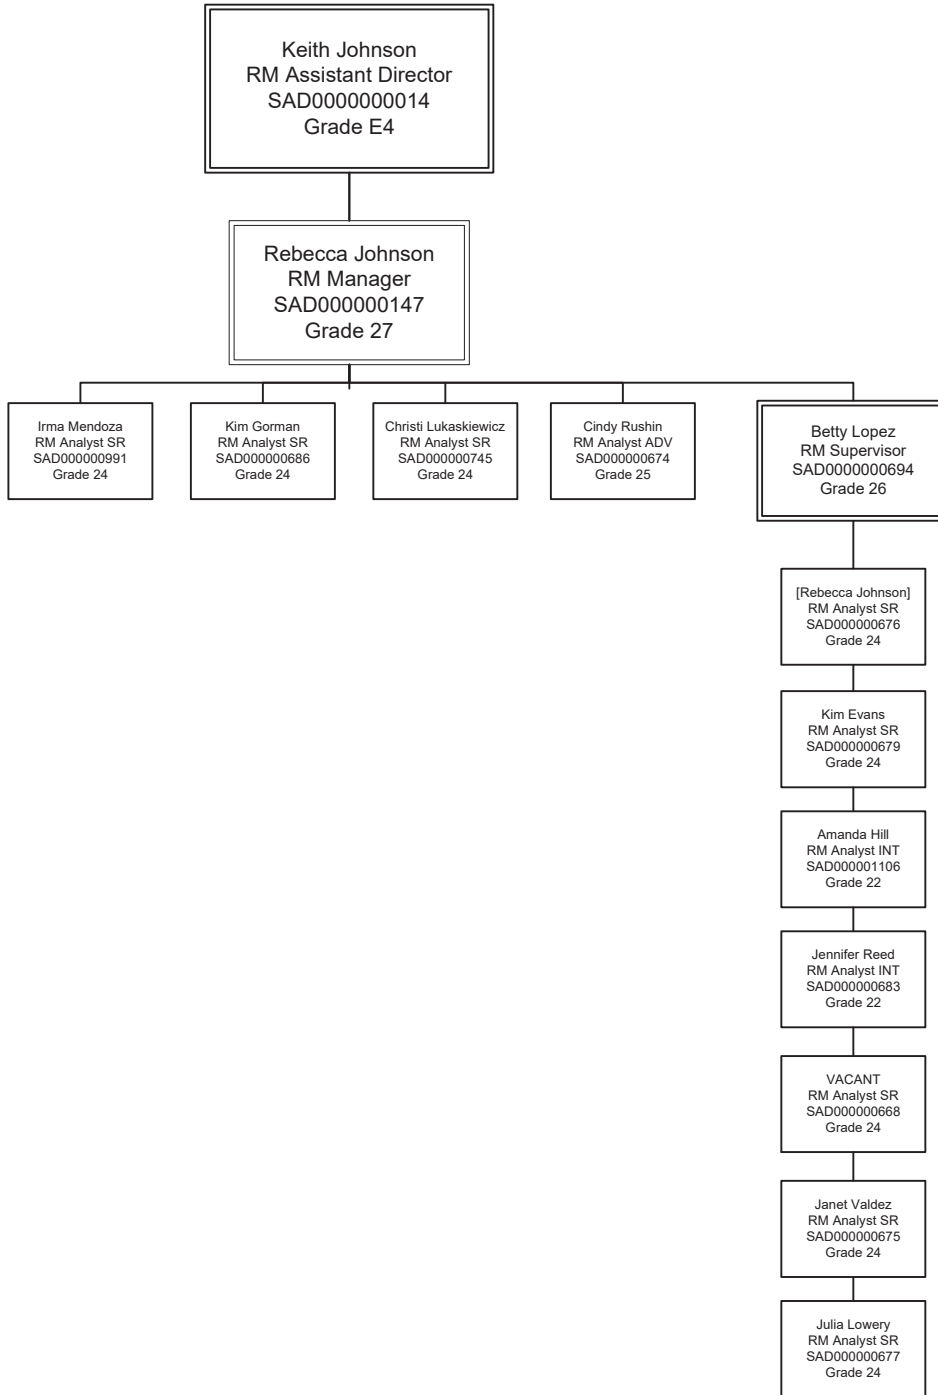 Keith Johnson
RM Assistant Director
SAD0000000014
Grade E4
Rebecca Johnson
RM Manager
SAD000000147
Grade 27
Irma Mendoza
RM Analyst SR
SAD000000991
Grade 24
Kim Gorman
RM Analyst SR
SAD000000686
Grade 24
Christi Lukaskiewicz
RM Analyst SR
SAD000000745
Grade 24
Cindy Rushin
RM Analyst ADV
SAD000000674
Grade 25
Betty Lopez
RM Supervisor
SAD0000000694
Grade 26
[Rebecca Johnson]
RM Analyst SR
SAD000000676
Grade 24
Kim Evans
RM Analyst SR
SAD000000679
Grade 24
Amanda Hill
RM Analyst INT
SAD000001106
Grade 22
Jennifer Reed
RM Analyst INT
SAD000000683
Grade 22
VACANT
RM Analyst SR
SAD000000668
Grade 24
Janet Valdez
RM Analyst SR
SAD000000675
Grade 24
Julia Lowery
RM Analyst SR
SAD000000677
Grade 24